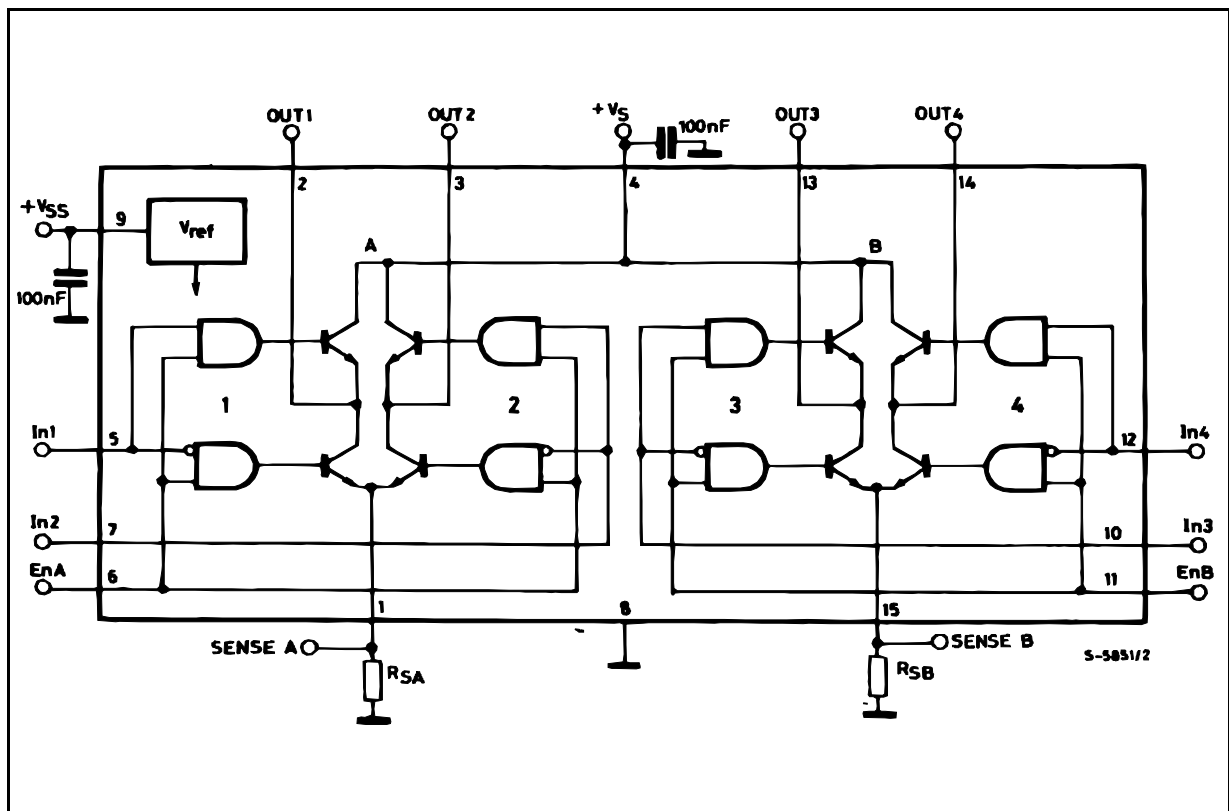 OUT1
OUT2
+VS
100nF
OUT3
OUT4
2
3
4
13
14
+VSS
9
Vref
A
B
100nF
1
2
3
4
In1
5
12
In4
In2
7
10
In3
EnA
6
11
EnB
1
8
15
SENSE A
SENSE B
S-5851/2
RSA
RSB